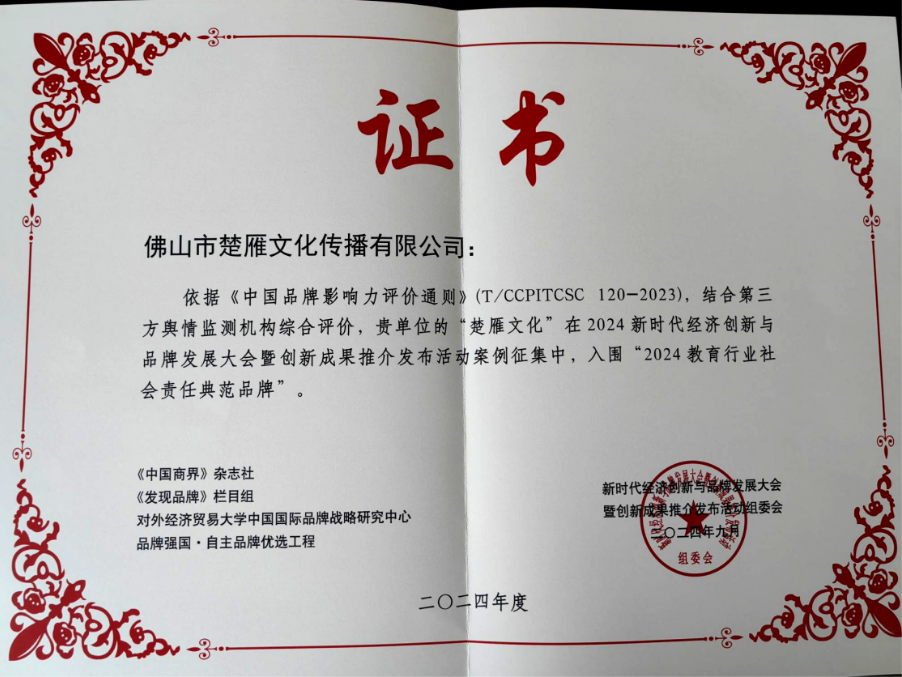 证书
佛山市楚雁文化传播有限公司：
依据《中国品牌影响力评价通则》(T/CCPITCSC 120-2023)，结合第三
方舆情监测机构综合评价，贵单位的“楚雁文化”在2024新时代经济创新与
品牌发展大会暨创新成果推介发布活动案例征集中，入围“2024教育行业社
会责任典范品牌”。
《中国商界》杂志社
《发现品牌》栏目组
对外经济贸易大学中国国际品牌战略研究中心
品牌强国·自主品牌优选工程
新时代经济创新与品牌发展大会
暨创新成果推介发布活动组委会
二〇二四年九月
组委会
二〇二四年度